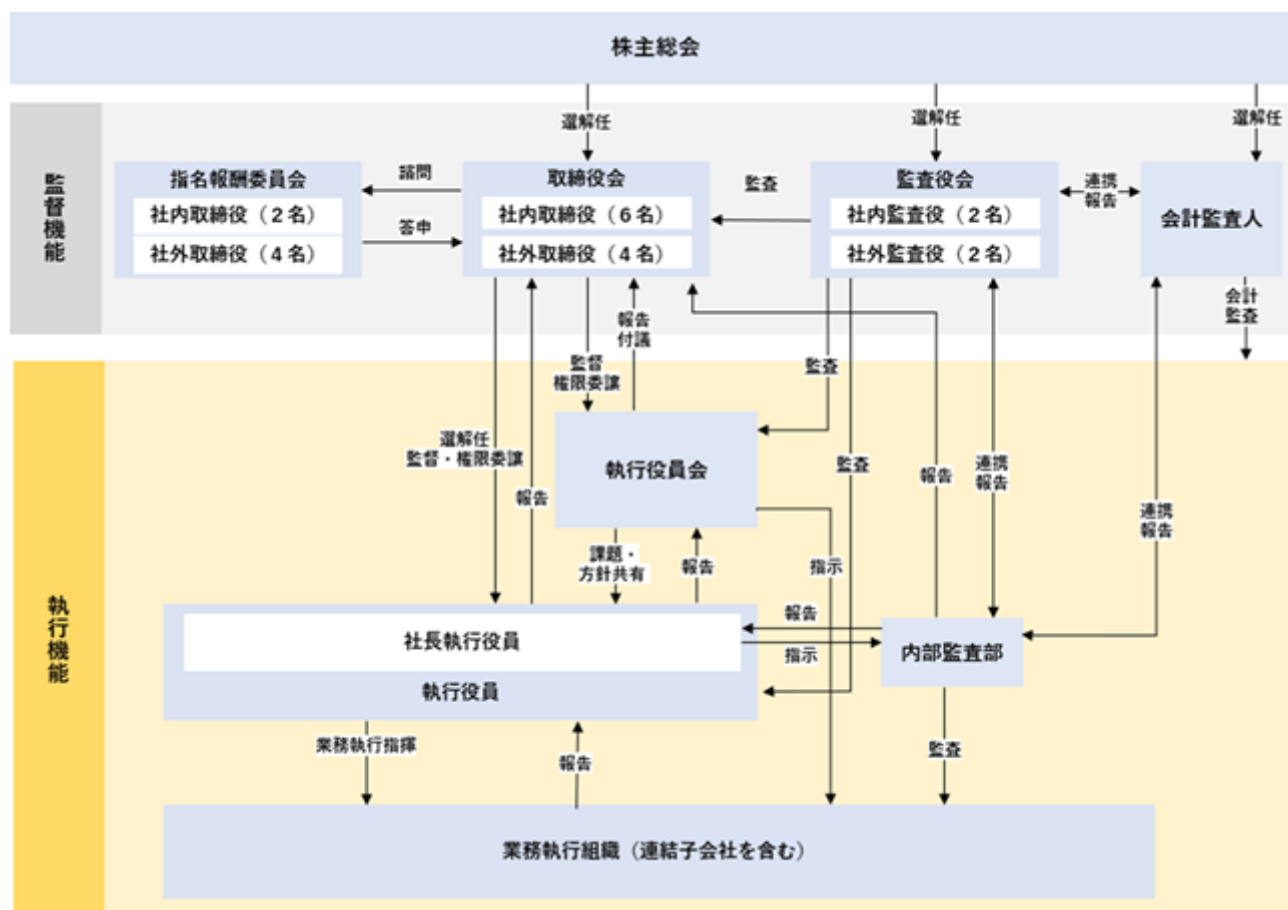 株主総会
選解任
選解任
選解任
監督機能
指名報酬委員会
社内取締役（２名）
社外取締役（４名）
諮問
答申
取締役会
社内取締役（６名）
社外取締役（４名）
監査
監査役会
社内監査役（２名）
社外監査役（２名）
連携
報告
会計監査人
会計
監査
報告
付議
監督
権限委譲
監査
選解任
監督・権限委譲
報告
執行役員会
監査
報告
連携
報告
連携
報告
執行機能
課題・
方針共有
報告
指示
社長執行役員
執行役員
報告
指示
内部監査部
業務執行指揮
報告
監査
業務執行組織（連結子会社を含む）